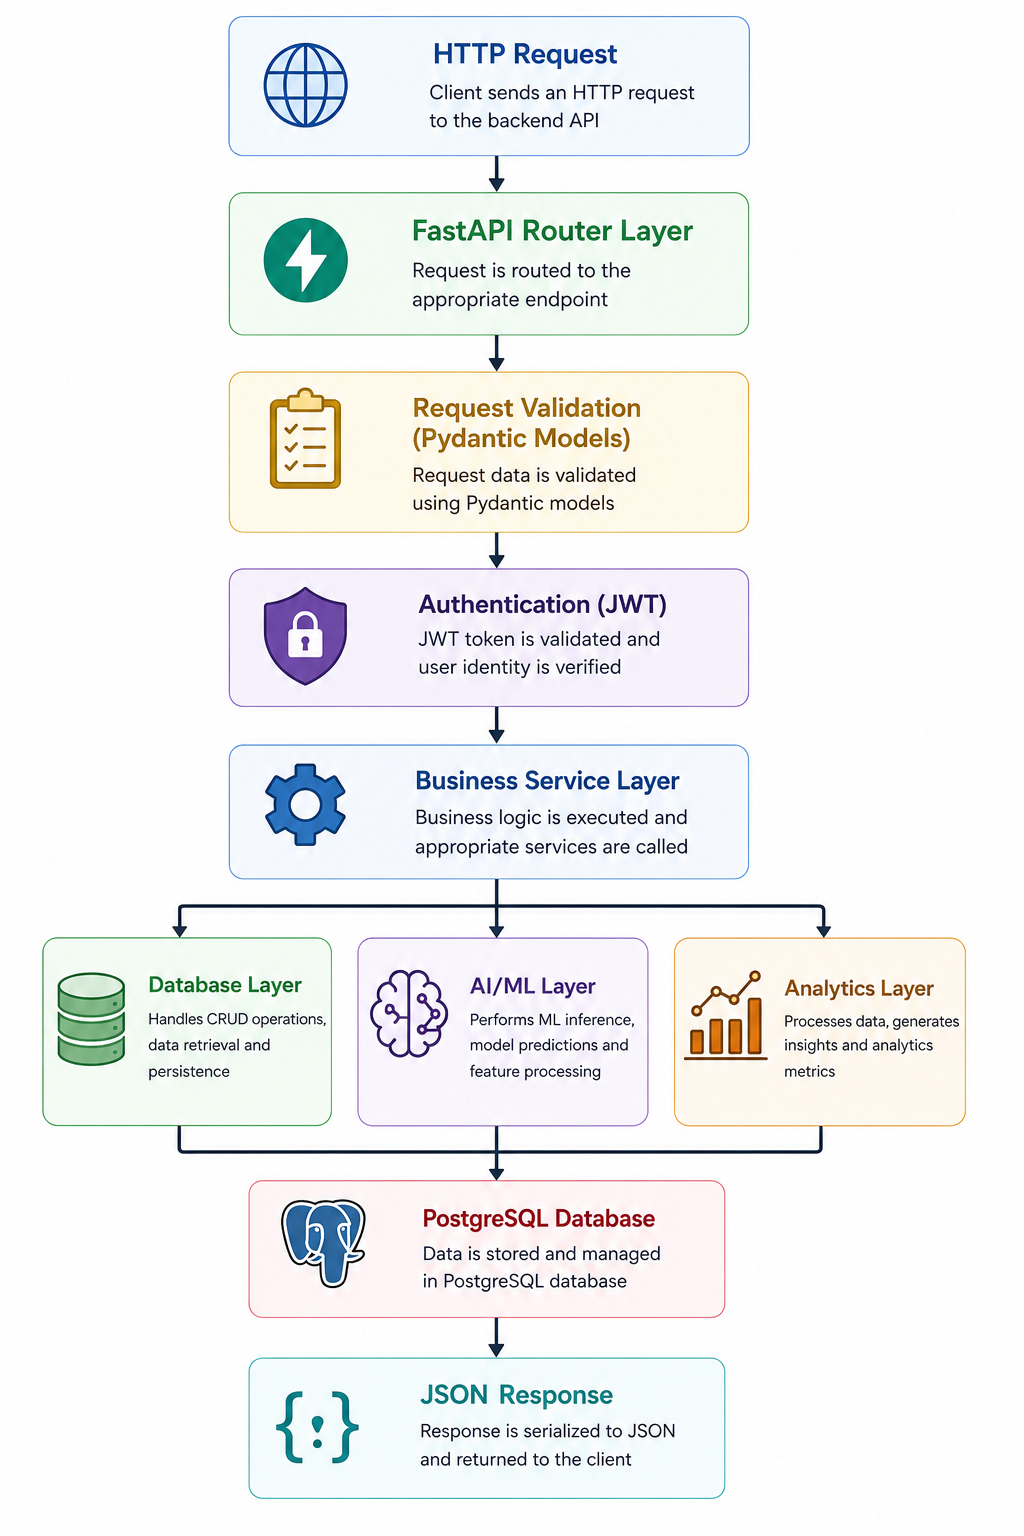 HTTP Request
Client sends an HTTP request
to the backend API
FastAPI Router Layer
Request is routed to the
appropriate endpoint
Request Validation
(Pydantic Models)
Request data is validated
using Pydantic models
Authentication (JWT)
JWT token is validated and
user identity is verified
Business Service Layer
Business logic is executed and
appropriate services are called
Database Layer
Handles CRUD operations,
data retrieval and
persistence
AI/ML Layer
Performs ML inference,
model predictions and
feature processing
Analytics Layer
Processes data, generates
insights and analytics
metrics
PostgreSQL Database
Data is stored and managed
in PostgreSQL database
JSON Response
Response is serialized to JSON
and returned to the client